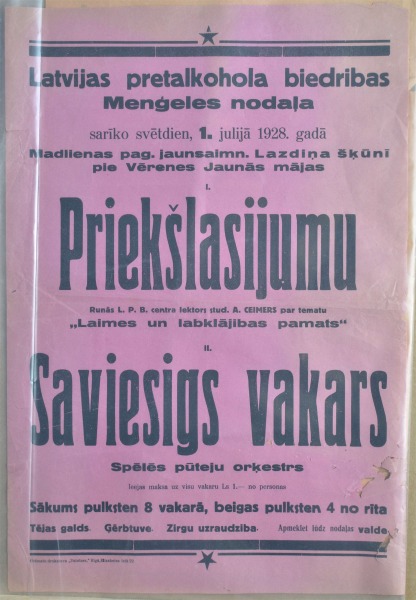 Latvijas pretalkohola biedribas
Menģeles nodaļa
sarīko svētdien, 1. julijā 1928. gadā
Madlienas pag. jaunsaimn. Lazdiņa šķūnī
pie Vērenes Jaunās mājas
I.
Priekšlasijumu
Runās L. P. B. centra lektors stud. A. CEIMERS par tematu
„Laimes un labklājibas pamats“
II.
Saviesigs vakars
Spēlēs pūteju orķestrs
Ieejas maksa uz visu vakaru Ls 1.— no personas
Sākums pulksten 8 vakarā, beigas pulksten 4 no rīta
Tējas galds. Ģērbtuve. Zirgu uzraudziba. Apmeklet lūdz nodaļas valde